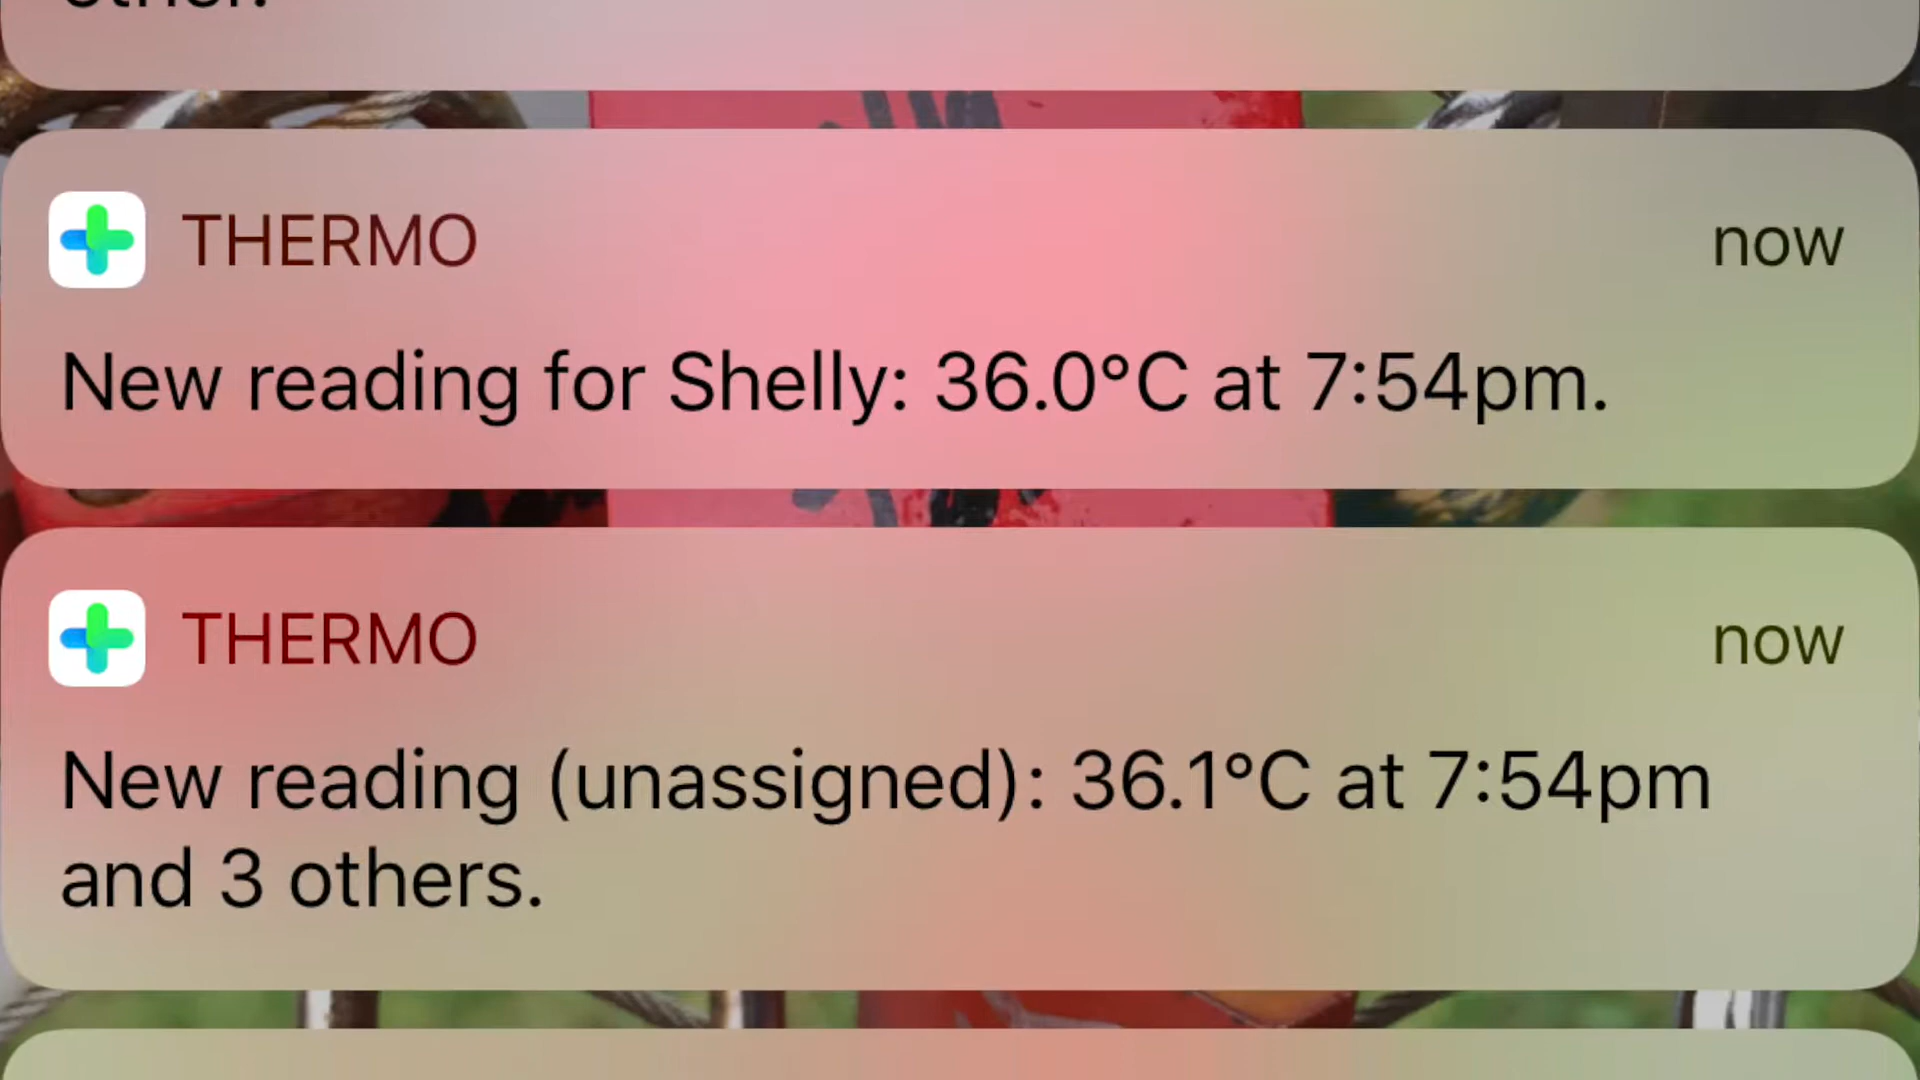 other.
THERMO
now
New reading for Shelly: 36.0°C at 7:54pm.
THERMO
now
New reading (unassigned): 36.1°C at 7:54pm
and 3 others.